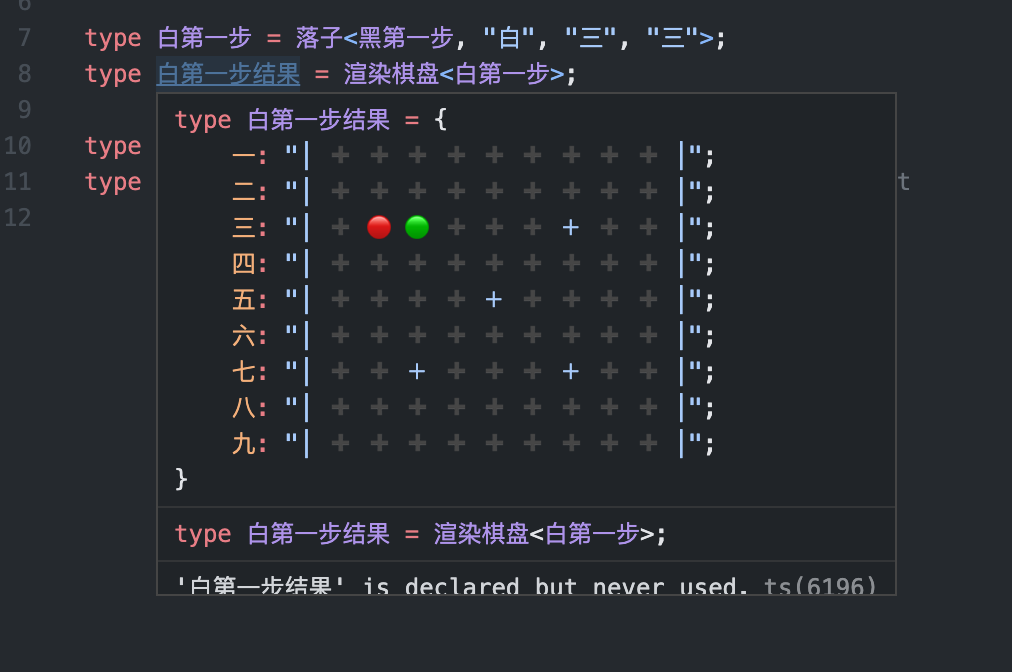 6
7 type 白第一步 = 落子<黑第一步, "白", "三", "三">;
8 type 白第一步结果 = 渲染棋盘<白第一步>;
9
type 白第一步结果 = {
10 type
一: "| ✚ ✚ ✚ ✚ ✚ ✚ ✚ ✚ ✚ |";
11 type t
二: "| ✚ ✚ ✚ ✚ ✚ ✚ ✚ ✚ ✚ |";
12
三: "| ✚ 🔴 🟢 ✚ ✚ ✚ + ✚ ✚ |";
四: "| ✚ ✚ ✚ ✚ ✚ ✚ ✚ ✚ ✚ |";
五: "| ✚ ✚ ✚ ✚ + ✚ ✚ ✚ ✚ |";
六: "| ✚ ✚ ✚ ✚ ✚ ✚ ✚ ✚ ✚ |";
七: "| ✚ ✚ + ✚ ✚ ✚ + ✚ ✚ |";
八: "| ✚ ✚ ✚ ✚ ✚ ✚ ✚ ✚ ✚ |";
九: "| ✚ ✚ ✚ ✚ ✚ ✚ ✚ ✚ ✚ |";
}
type 白第一步结果 = 渲染棋盘<白第一步>;
'白第一步结果' is declared but never used. ts(6196)